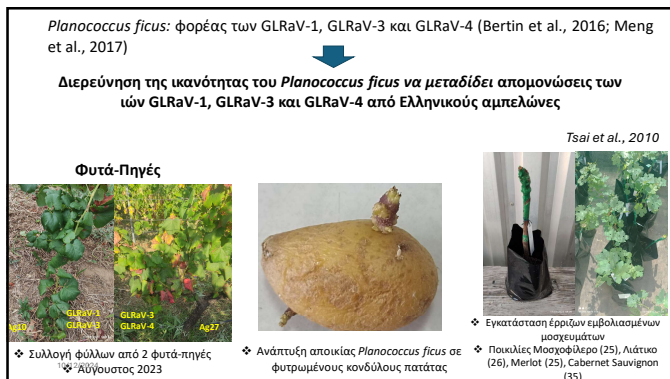 Planococcus ficus: φορέας των GLRaV-1, GLRaV-3 και GLRaV-4 (Bertin et al., 2016; Meng
et al., 2017)
Διερεύνηση της ικανότητας του Planococcus ficus να μεταδίδει απομονώσεις των
ιών GLRaV-1, GLRaV-3 και GLRaV-4 από Ελληνικούς αμπελώνες
Tsai et al., 2010
Φυτά-Πηγές
GLRaV-1
Ag10 GLRaV-3
GLRaV-3
GLRaV-4 Ag27
❖ Συλλογή φύλλων από 2 φυτά-πηγές
❖ Αύγουστος 2023
❖ Ανάπτυξη αποικίας Planococcus ficus σε
φυτρωμένους κονδύλους πατάτας
❖ Εγκατάσταση έρριζων εμβολιασμένων
μοσχευμάτων
❖ Ποικιλίες Μοσχοφίλερο (25), Λιάτικο
(26), Merlot (25), Cabernet Sauvignon
(35)